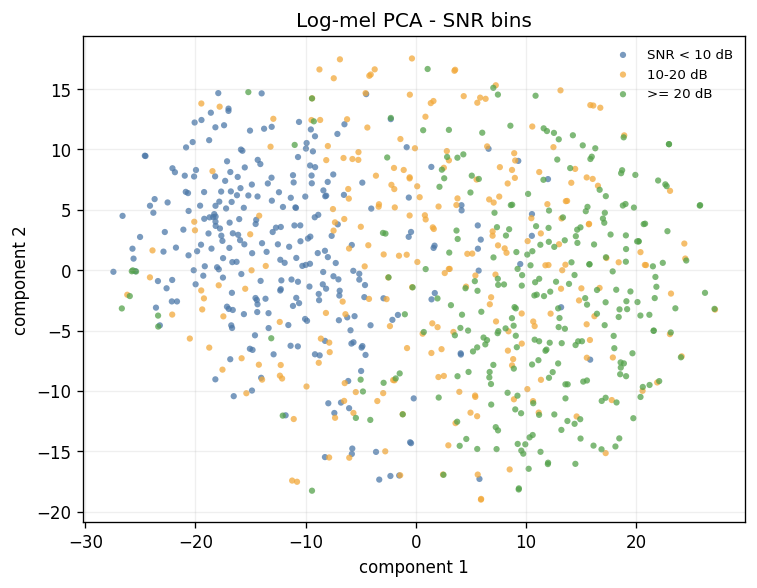 Log-mel PCA - SNR bins
SNR < 10 dB
10-20 dB
>= 20 dB
15
10
5
0
−5
−10
−15
−20
component 2
−30
−20
−10
0
10
20
component 1